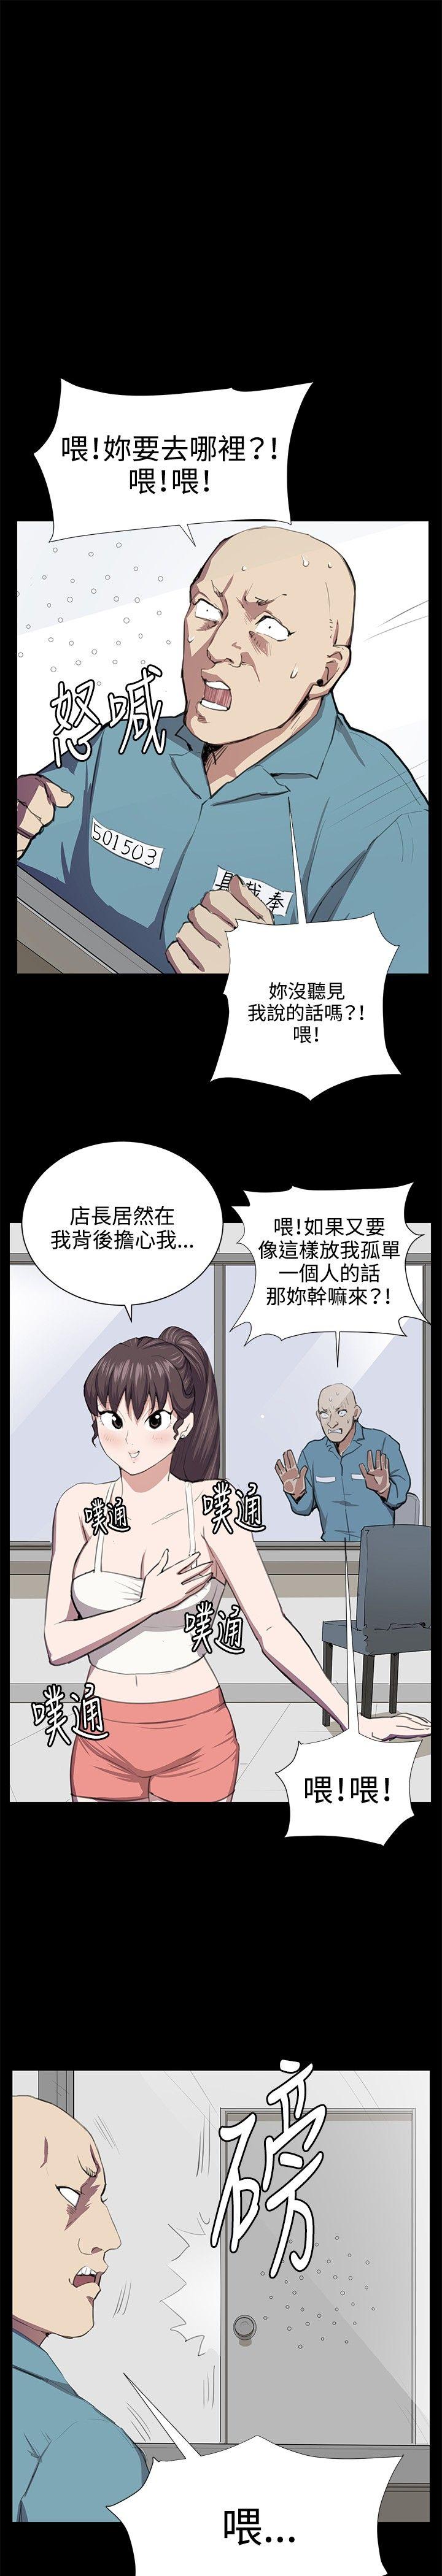 喂!妳要去哪裡?!
喂!喂!
怒喊
501503
奉
妳沒聽見
我說的話嗎?!
喂!
店長居然在
我背後擔心我...
喂!如果又要
像這樣放我孤單
一個人的話
那妳幹嘛來?!
噗通
噗通
噗通
噗通
喂!喂!
磅
喂...